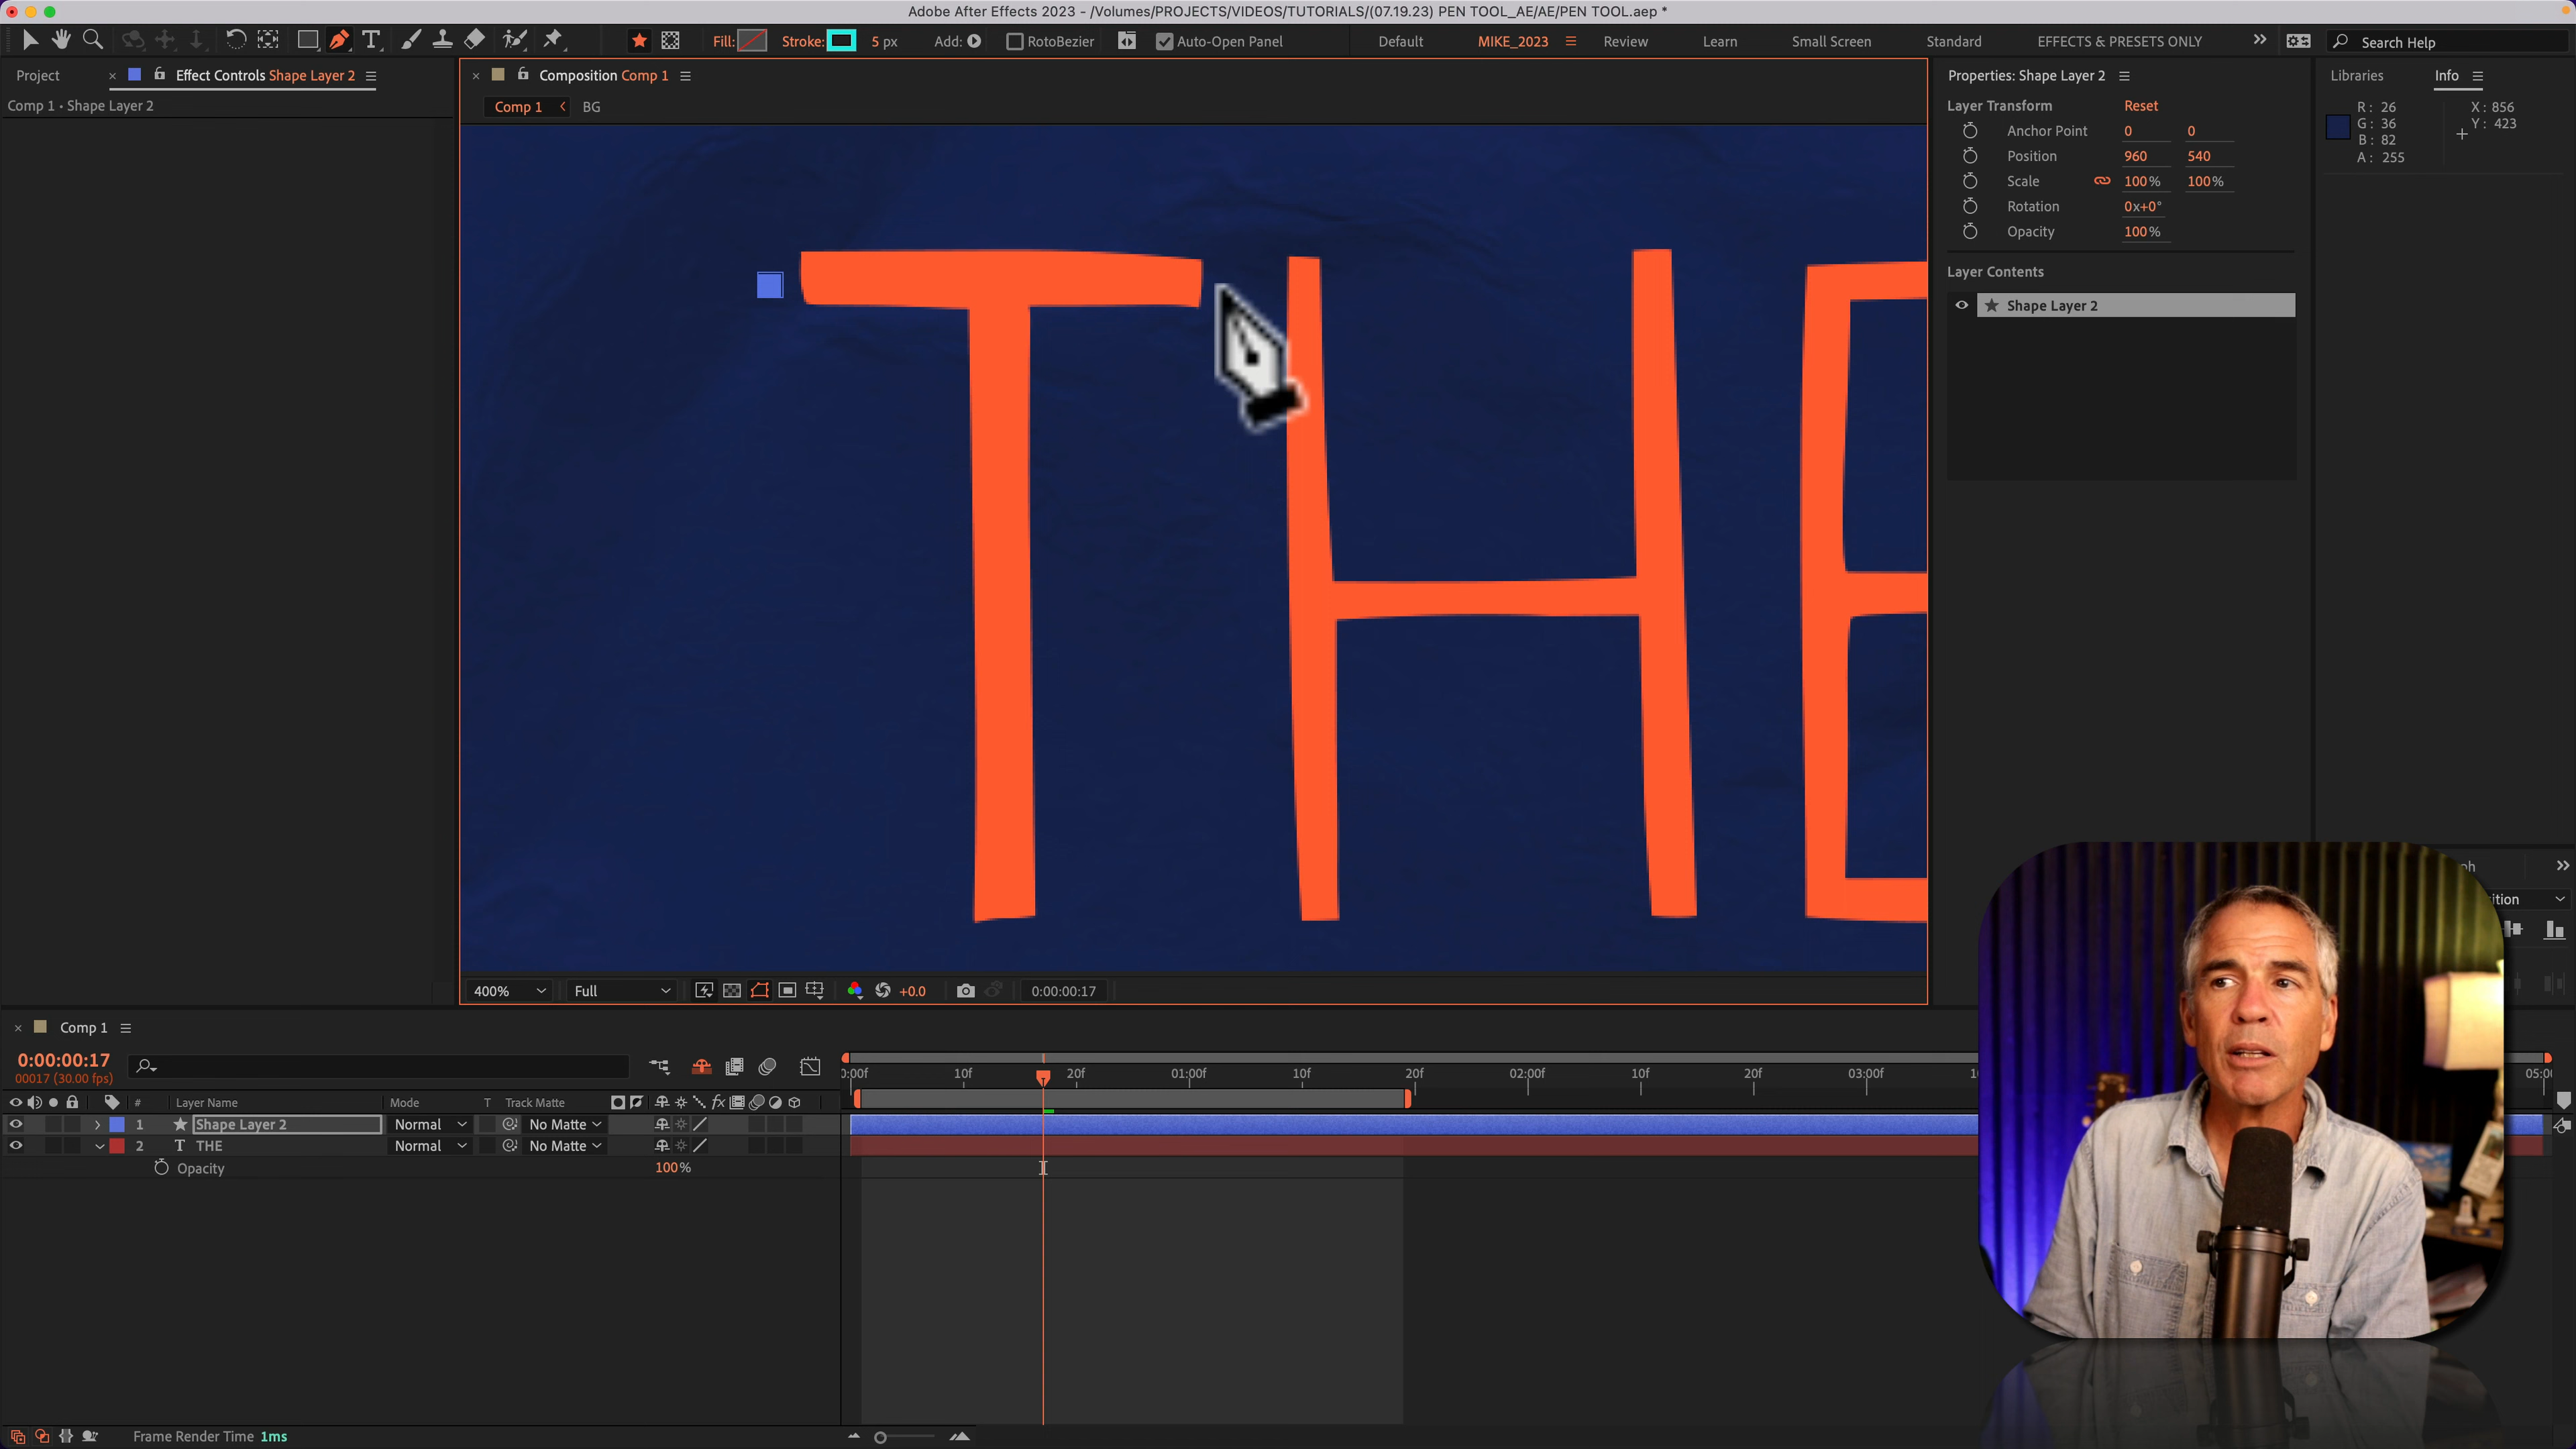 Adobe After Effects 2023 - /Volumes/PROJECTS/VIDEOS/TUTORIALS/(07.19.23) PEN TOOL_AE/AE/PEN TOOL.aep *
Fill: Stroke: 5 px Add: RotoBezier Auto-Open Panel Default MIKE_2023 Review Learn Small Screen Standard EFFECTS & PRESETS ONLY Search Help
Project Effect Controls Shape Layer 2
Comp 1 • Shape Layer 2
Composition Comp 1
Comp 1 BG
THE
400% Full +0.0 0:00:00:17
Properties: Shape Layer 2
Layer Transform Reset
Anchor Point 0 0
Position 960 540
Scale 100% 100%
Rotation 0x+0°
Opacity 100%
Layer Contents
Shape Layer 2
Libraries Info
R: 26 X: 856
G: 36 Y: 423
B: 82
A: 255
ph
ition
Comp 1
0:00:00:17
00017 (30.00 fps)
0:00f 10f 20f 01:00f 10f 20f 02:00f 10f 20f 03:00f 1 05:0
# Layer Name Mode T Track Matte fx
1 Shape Layer 2 Normal No Matte
2 T THE Normal No Matte
Opacity 100%
Frame Render Time 1ms